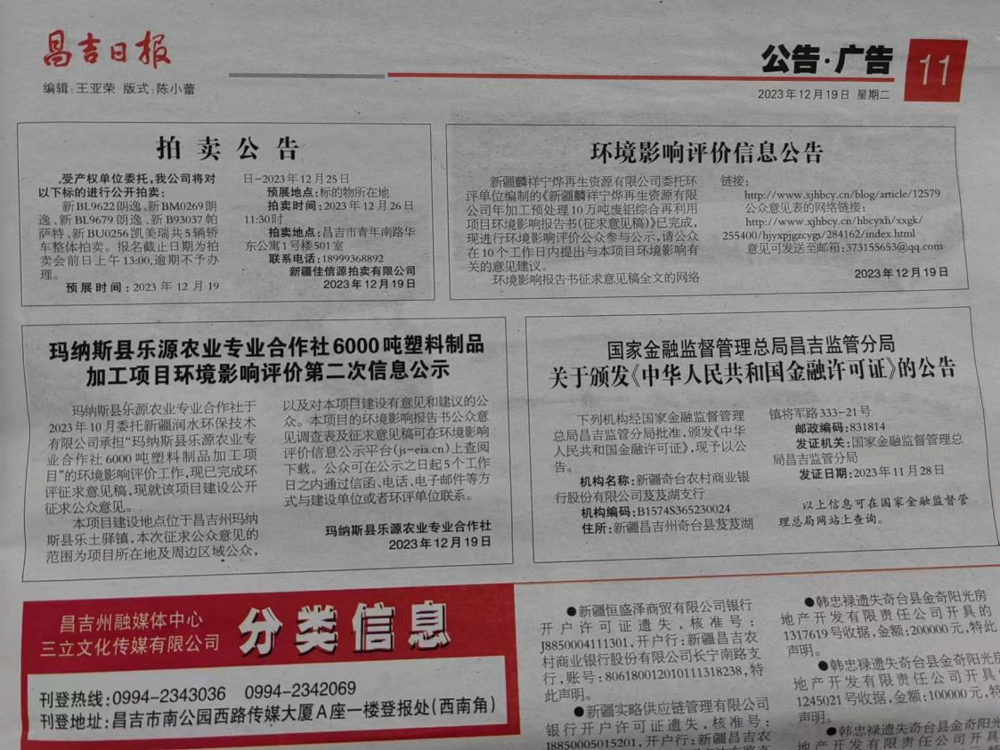 昌吉日报
编辑:王亚荣 版式:陈小蕾
公告·广告
11
2023年12月19日 星期二
拍卖公告
受产权单位委托,我公司将对
以下标的进行公开拍卖:
新BL9622朗逸、新BM0269朗
逸、新BL9679朗逸、新B93037帕
萨特、新BU0256凯美瑞共5辆轿
车整体拍卖。报名截止日期为拍
卖会前日上午13:00,逾期不予办
理。
预展时间:2023年12月19
日-2023年12月25日
预展地点:标的物所在地
拍卖时间:2023年12月26日
11:30时
拍卖地点:昌吉市青年南路华
东公寓1号楼501室
联系电话:18999368892
新疆佳信源拍卖有限公司
2023年12月19日
环境影响评价信息公告
新疆麟祥宁烨再生资源有限公司委托环
评单位编制的《新疆麟祥宁烨再生资源有限
公司年加工预处理10万吨废铝综合再利用
项目环境影响报告书(征求意见稿)》已完成,
现进行环境影响评价公众参与公示,请公众
在10个工作日内提出与本项目环境影响有
关的意见建议。
环境影响报告书征求意见稿全文的网络
链接:
http://www.xjhbcy.cn/blog/article/12579
公众意见表的网络链接:
http://www.xjhbcy.cn/hbcyxh/xxgk/
255400/hjyxpjgzcygs/284162/index.html
意见可发送至邮箱:373155653@qq.com
2023年12月19日
玛纳斯县乐源农业专业合作社6000吨塑料制品
加工项目环境影响评价第二次信息公示
玛纳斯县乐源农业专业合作社于
2023年10月委托新疆润水环保技术
有限公司承担“玛纳斯县乐源农业专
业合作社6000吨塑料制品加工项
目”的环境影响评价工作,现已完成环
评征求意见稿,现就该项目建设公开
征求公众意见。
本项目建设地点位于昌吉州玛纳
斯县乐土驿镇,本次征求公众意见的
范围为项目所在地及周边区域公众,
以及对本项目建设有意见和建议的公
众。本项目的环境影响报告书公众意
见调查表及征求意见稿可在环境影响
评价信息公示平台(js-eia.cn)上查阅
下载。公众可在公示之日起5个工作
日之内通过信函、电话、电子邮件等方
式与建设单位或者环评单位联系。
玛纳斯县乐源农业专业合作社
2023年12月19日
国家金融监督管理总局昌吉监管分局
关于颁发《中华人民共和国金融许可证》的公告
下列机构经国家金融监督管理
总局昌吉监管分局批准,颁发《中华
人民共和国金融许可证》,现予以公
告。
机构名称:新疆奇台农村商业银
行股份有限公司芨芨湖支行
机构编码:B1574S365230024
住所:新疆昌吉州奇台县芨芨湖
镇将军路333-21号
邮政编码:831814
发证机关:国家金融监督管理总
局昌吉监管分局
发证日期:2023年11月28日
以上信息可在国家金融监督管
理总局网站上查询。
昌吉州融媒体中心
三立文化传媒有限公司
分类信息
刊登热线:0994-2343036 0994-2342069
刊登地址:昌吉市南公园西路传媒大厦A座一楼登报处(西南角)
●新疆恒盛泽商贸有限公司银行
开户许可证遗失,核准号:
J8850004111301,开户行:新疆昌吉农
村商业银行股份有限公司长宁南路支
行,账号:806180012010111318238,特
此声明。
●新疆实略供应链管理有限公司
银行开户许可证遗失,核准号:
J8850005015201,开户行:新疆昌吉农
●韩忠禄遗失奇台县金奇阳光房
地产开发有限责任公司开具的
1317619号收据,金额:200000元,特此
声明。
●韩忠禄遗失奇台县金奇阳光房
地产开发有限责任公司开具的
1245021号收据,金额:100000元,特
声明。
●韩忠禄遗失奇台县金奇阳光
地产开发有限责任公司开具